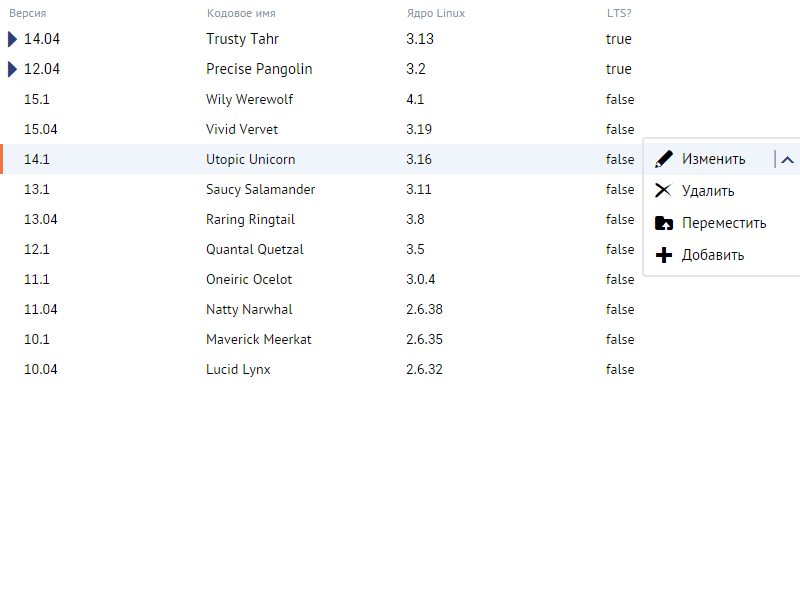 Версия Кодовое имя Ядро Linux LTS?
14.04 Trusty Tahr 3.13 true
12.04 Precise Pangolin 3.2 true
15.1 Wily Werewolf 4.1 false
15.04 Vivid Vervet 3.19 false
14.1 Utopic Unicorn 3.16 false Изменить
13.1 Saucy Salamander 3.11 false Удалить
13.04 Raring Ringtail 3.8 false Переместить
12.1 Quantal Quetzal 3.5 false Добавить
11.1 Oneiric Ocelot 3.0.4 false
11.04 Natty Narwhal 2.6.38 false
10.1 Maverick Meerkat 2.6.35 false
10.04 Lucid Lynx 2.6.32 false